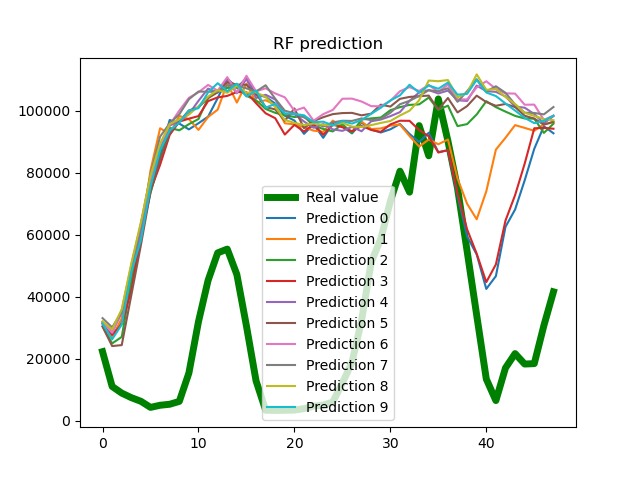 RF prediction
100000
80000
60000
40000
20000
0
0
10
20
30
40
Real value
Prediction 0
Prediction 1
Prediction 2
Prediction 3
Prediction 4
Prediction 5
Prediction 6
Prediction 7
Prediction 8
Prediction 9